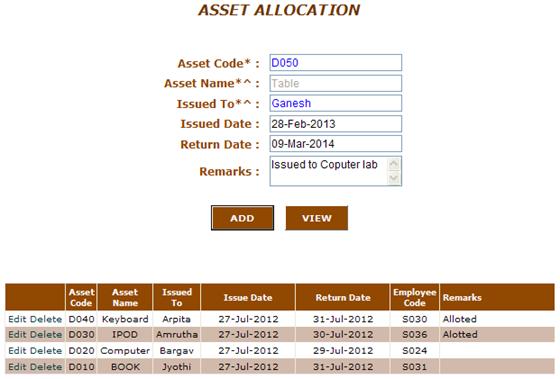 ASSET ALLOCATION
Asset Code* : D050
Asset Name*^ : Table
Issued To*^ : Ganesh
Issued Date : 28-Feb-2013
Return Date : 09-Mar-2014
Remarks : Issued to Coputer lab
ADD VIEW
Asset Code Asset Name Issued To Issue Date Return Date Employee Code Remarks
Edit Delete D040 Keyboard Arpita 27-Jul-2012 31-Jul-2012 S030 Alloted
Edit Delete D030 IPOD Amrutha 27-Jul-2012 30-Jul-2012 S036 Alotted
Edit Delete D020 Computer Bargav 27-Jul-2012 29-Jul-2012 S024
Edit Delete D010 BOOK Jyothi 27-Jul-2012 31-Jul-2012 S031